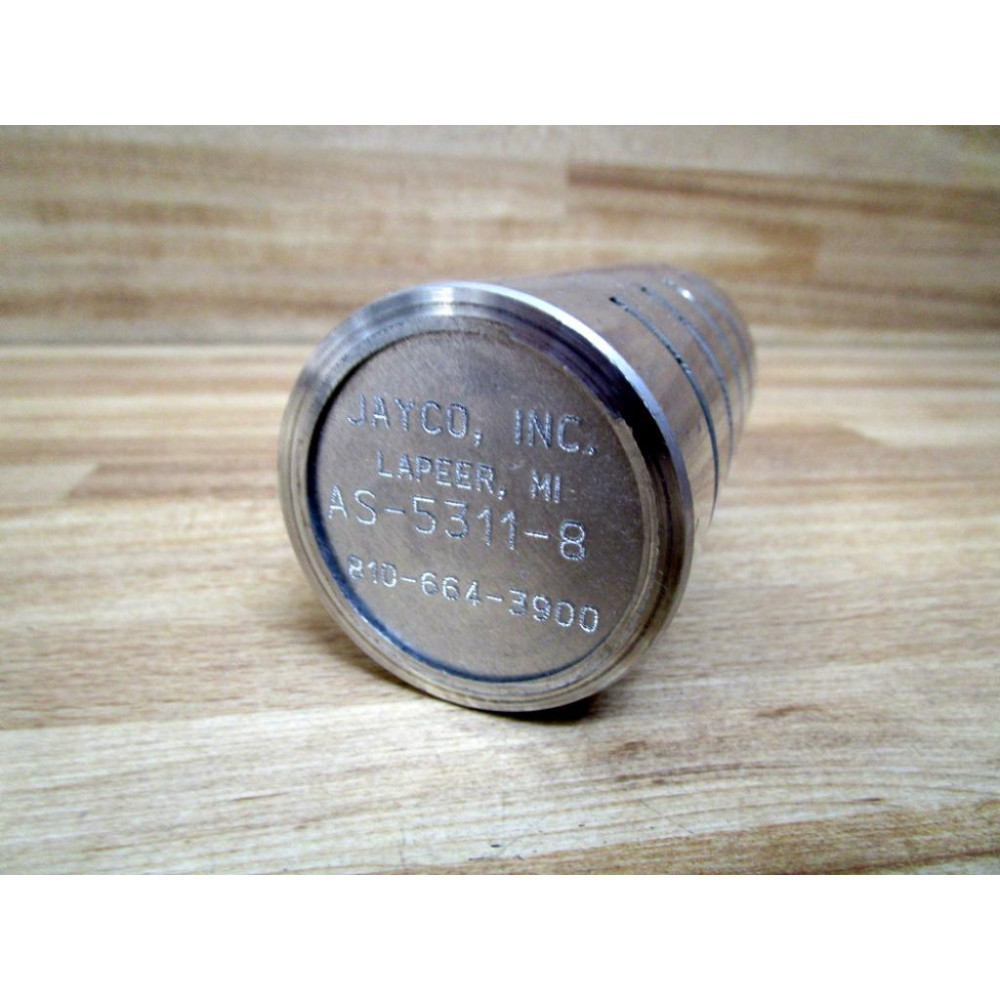 JAYCO, INC.
LAPEER, MI
AS-5311-8
810-664-3900